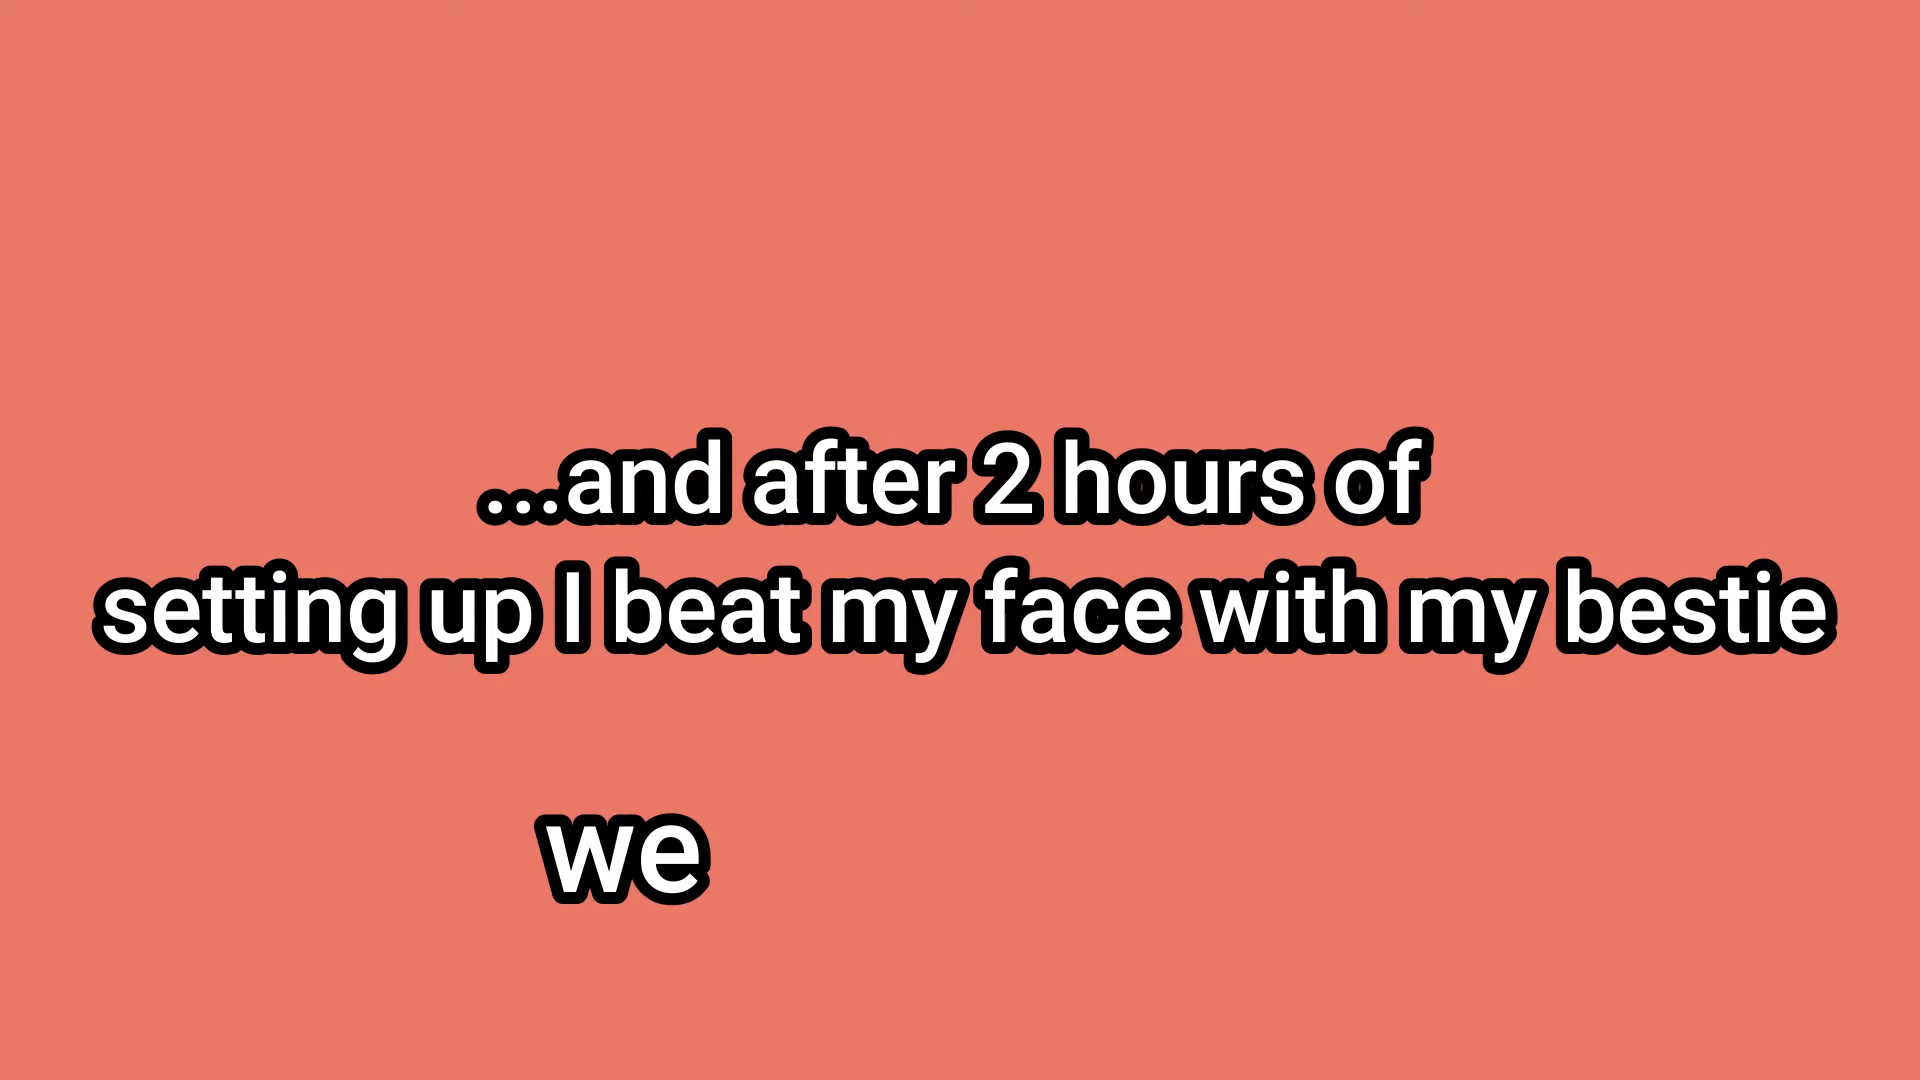 ...and after 2 hours of
setting up I beat my face with my bestie
we